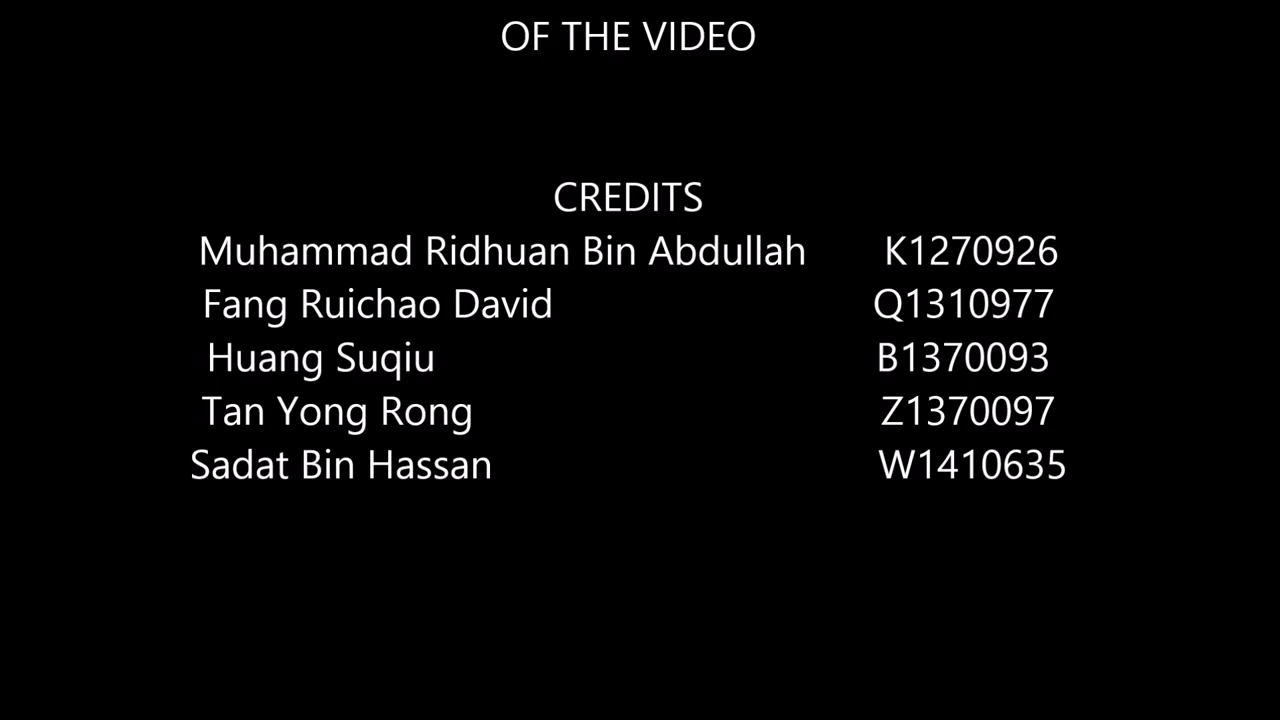 OF THE VIDEO
CREDITS
Muhammad Ridhuan Bin Abdullah K1270926
Fang Ruichao David Q1310977
Huang Suqiu B1370093
Tan Yong Rong Z1370097
Sadat Bin Hassan W1410635